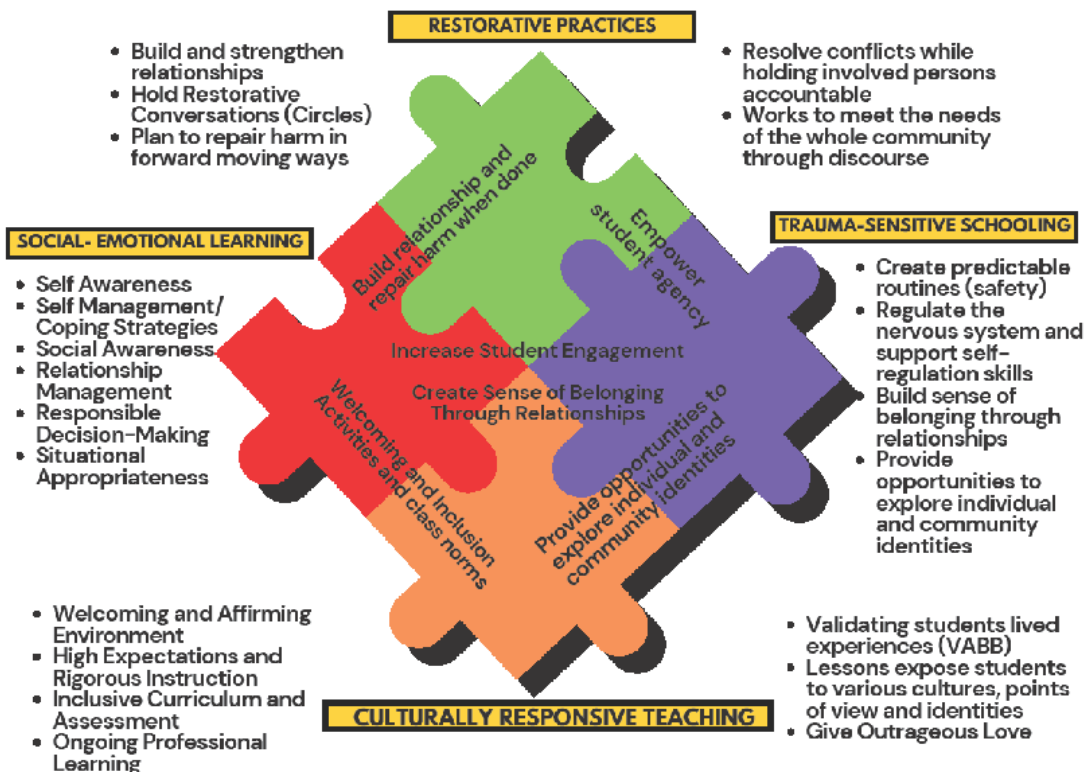 RESTORATIVE PRACTICES
• Build and strengthen
relationships
• Hold Restorative
Conversations (Circles)
• Plan to repair harm in
forward moving ways
• Resolve conflicts while
holding involved persons
accountable
• Works to meet the needs
of the whole community
through discourse
SOCIAL- EMOTIONAL LEARNING
• Self Awareness
• Self Management/
Coping Strategies
• Social Awareness
• Relationship
Management
• Responsible
Decision-Making
• Situational
Appropriateness
Build relationship and
repair harm when done
Empower
student agency
Increase Student Engagement
Create Sense of Belonging
Through Relationships
Welcoming and Inclusion
Activities and class norms
Provide opportunities to
explore individual and
community identities
TRAUMA-SENSITIVE SCHOOLING
• Create predictable
routines (safety)
• Regulate the
nervous system and
support self-
regulation skills
• Build sense of
belonging through
relationships
• Provide
opportunities to
explore individual
and community
identities
• Welcoming and Affirming
Environment
• High Expectations and
Rigorous Instruction
• Inclusive Curriculum and
Assessment
• Ongoing Professional
Learning
CULTURALLY RESPONSIVE TEACHING
• Validating students lived
experiences (VABB)
• Lessons expose students
to various cultures, points
of view and identities
• Give Outrageous Love